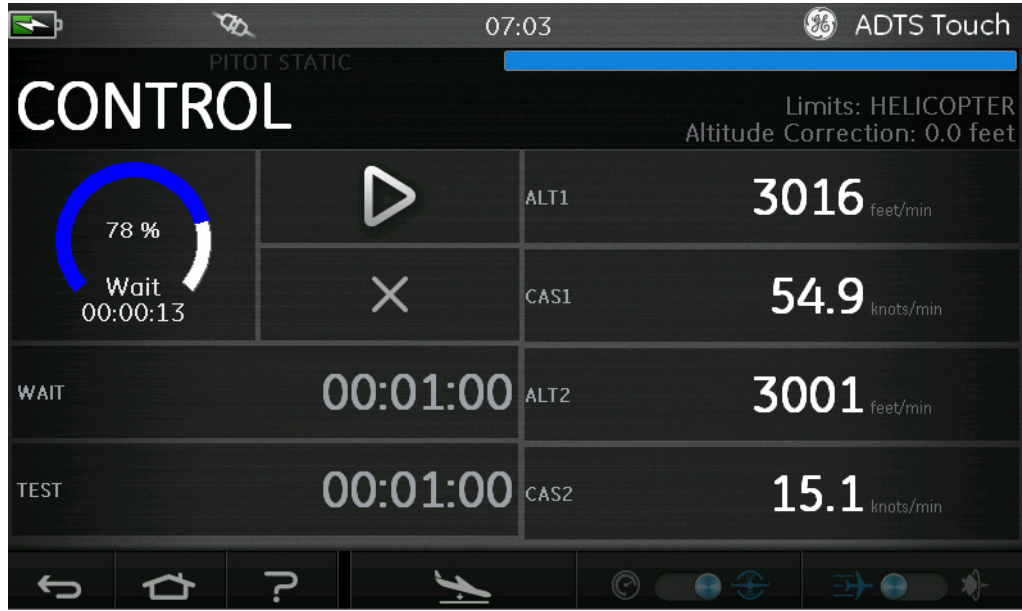 07:03
ADTS Touch
PITOT STATIC
CONTROL
Limits: HELICOPTER
Altitude Correction: 0.0 feet
78 %
Wait
00:00:13
ALT1 3016 feet/min
CAS1 54.9 knots/min
WAIT 00:01:00
ALT2 3001 feet/min
TEST 00:01:00
CAS2 15.1 knots/min
?